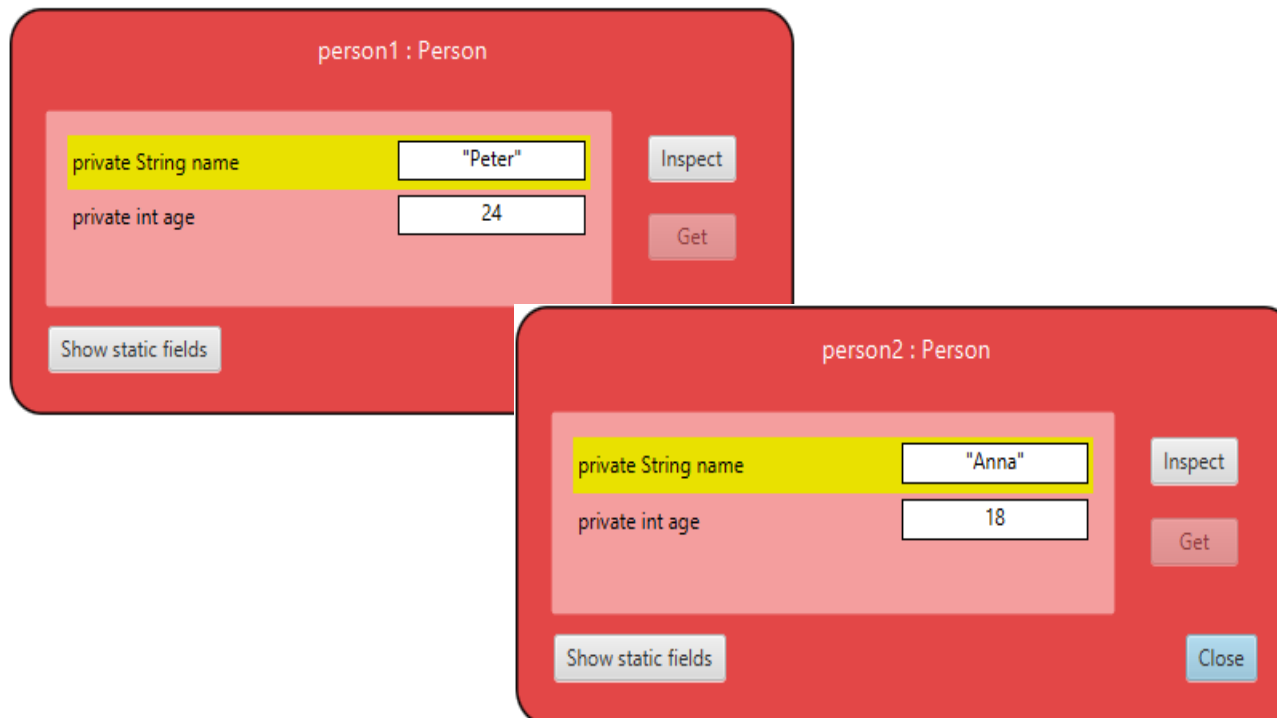 person1 : Person
private String name "Peter" Inspect
private int age 24 Get
Show static fields
person2 : Person
private String name "Anna" Inspect
private int age 18 Get
Show static fields Close